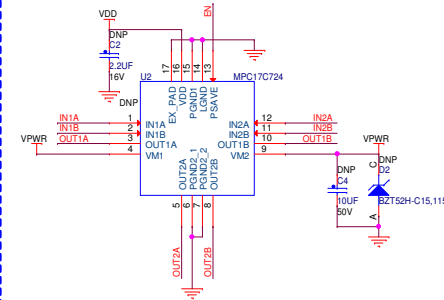 VDD
EN
DNP
C2
2.2UF
16V
17
16
15
14
13
U2
MPC17C724
DNP
EX_PAD
VDD
PGND1
LGND
PSAVE
IN1A
1
IN1A
IN2A
12
IN2A
IN1B
2
IN1B
IN2B
11
IN2B
OUT1A
3
OUT1A
OUT1B
10
OUT1B
VPWR
4
VM1
VM2
9
VPWR
OUT2A
PGND2_1
PGND2_2
OUT2B
5
6
7
8
OUT2A
OUT2B
DNP
C4
10UF
50V
C
DNP
D2
BZT52H-C15,115
A